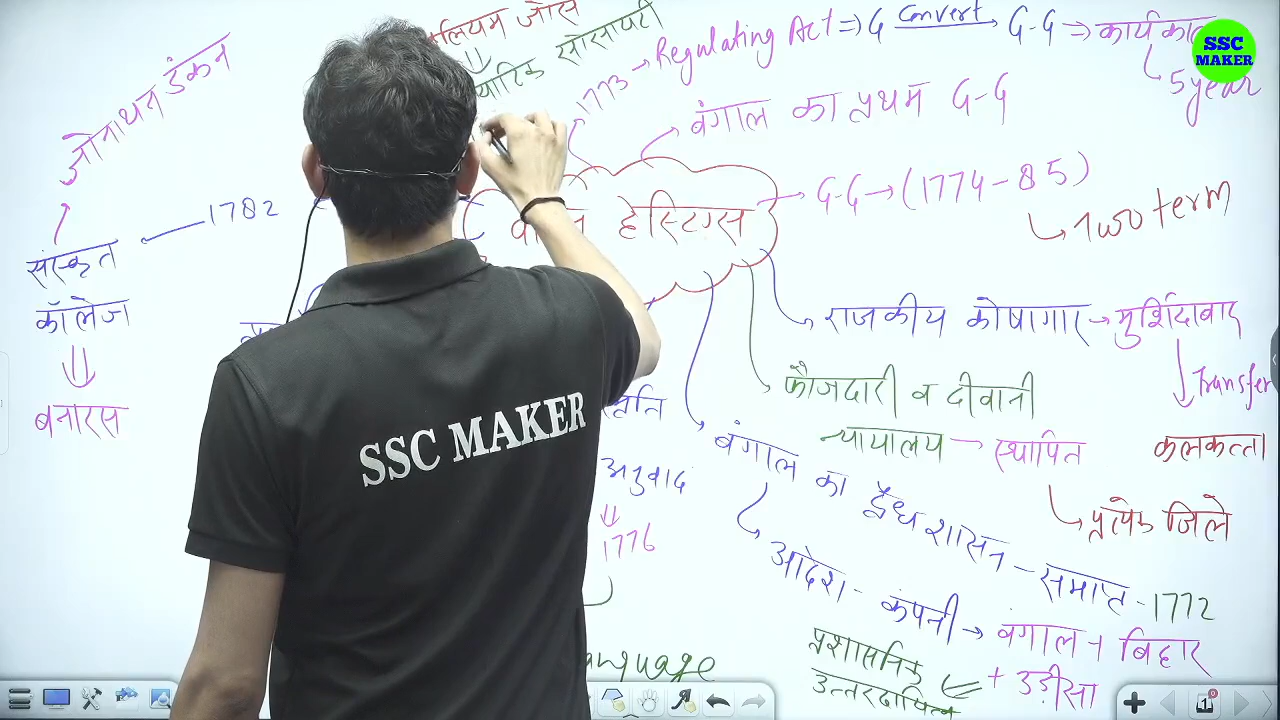 जोनाथन डंकन
1782
संस्कृत
कॉलेज
बनारस
लियम जोंस
सोसायटी
1773 → Regulating Act ⇒ G Convert → G-G ⇒ कार्यकाल
5 year
SSC
MAKER
बंगाल का प्रथम G-G
हेस्टिंग्स
G-G → (1774-85)
Two term
राजकीय कोषागार → मुर्शिदाबाद
Transfer
कलकत्ता
फौजदारी व दीवानी
न्यायालय → स्थापित
प्रत्येक जिले
SSC MAKER
बंगाल का द्वैध शासन - समाप्त - 1772
आदेश - कंपनी → बंगाल + बिहार
+ उड़ीसा
प्रशासनिक
उत्तरदायित्व
अनुवाद
1776
anguage